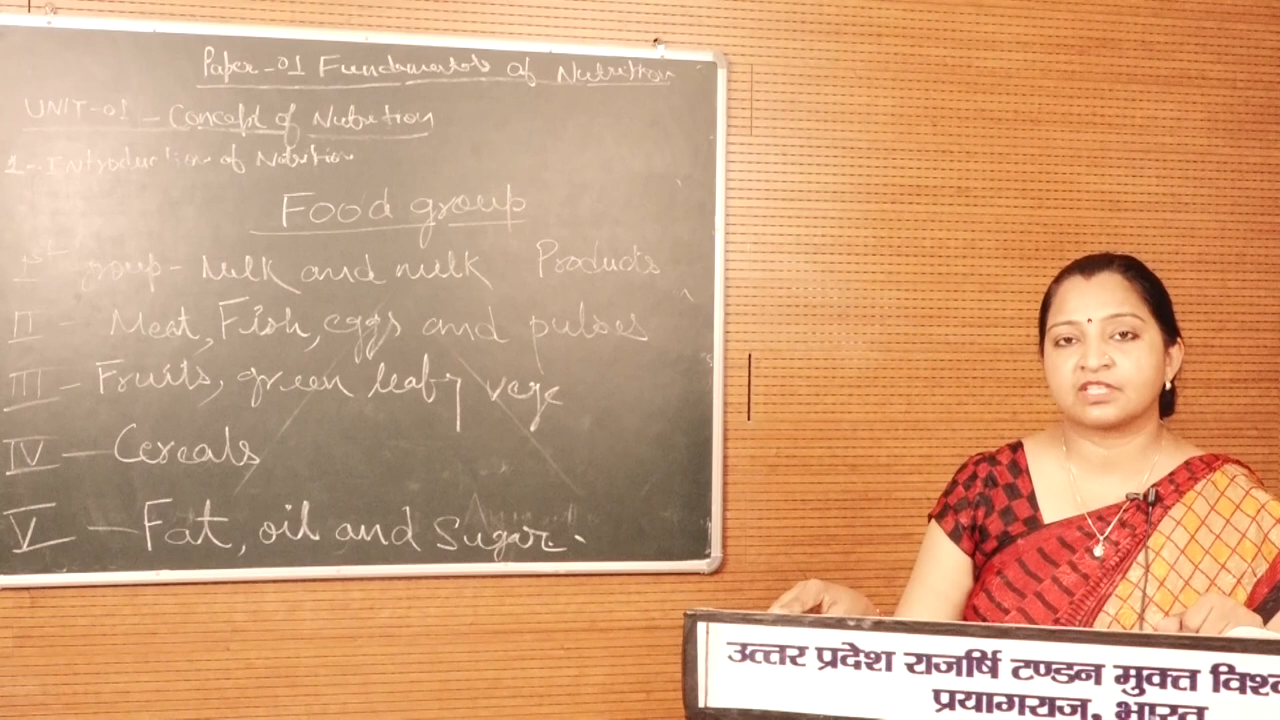 Paper-01 Fundamentals of Nutrition
UNIT-01 - Concept of Nutrition
1-Introduction of Nutrition
Food group
Ist group- Milk and milk Products
II - Meat, Fish, eggs and pulses
III - Fruits, green leafy vege
IV - Cereals
V - Fat, oil and Sugar.
उत्तर प्रदेश राजर्षि टण्डन मुक्त विश्व
प्रयागराज, भारत